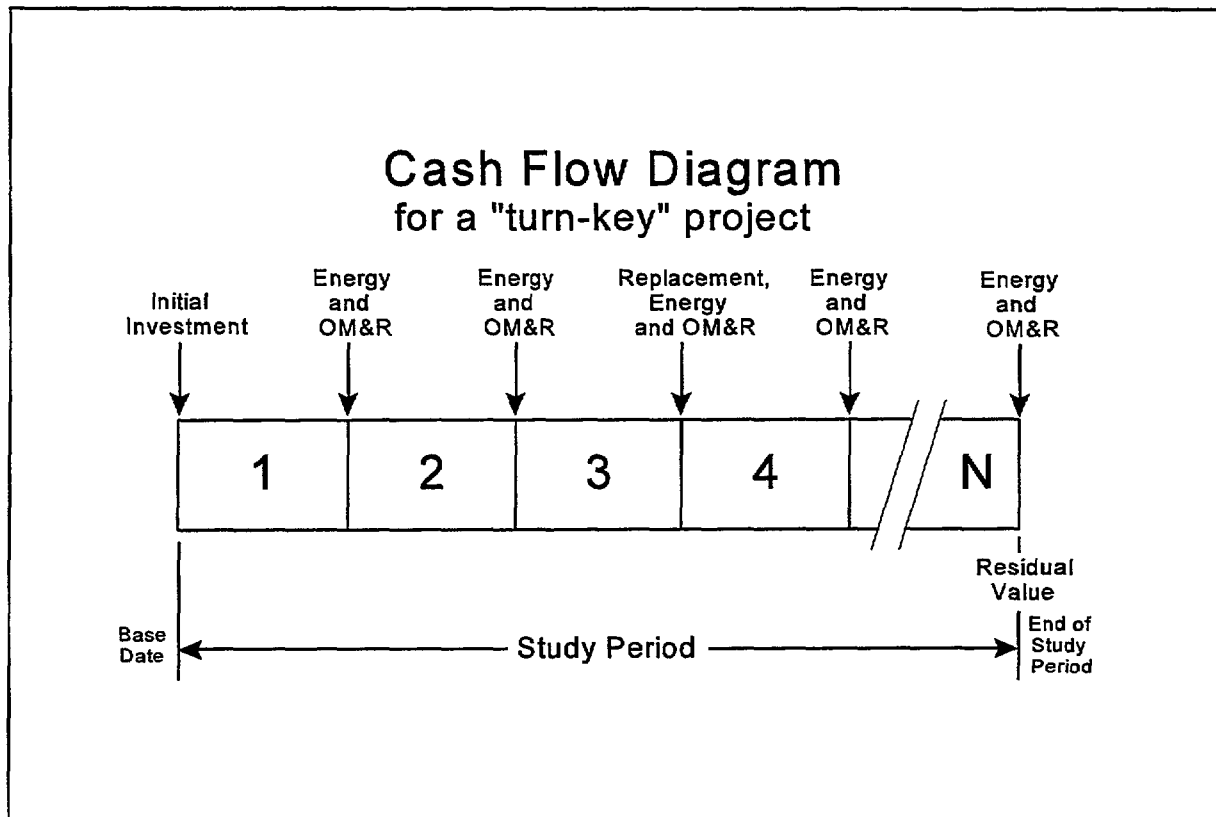 Cash Flow Diagram
for a "turn-key" project
Initial
Investment
Energy
and
OM&R
Energy
and
OM&R
Replacement,
Energy
and OM&R
Energy
and
OM&R
Energy
and
OM&R
1
2
3
4
N
Residual
Value
Base
Date
Study Period
End of
Study
Period